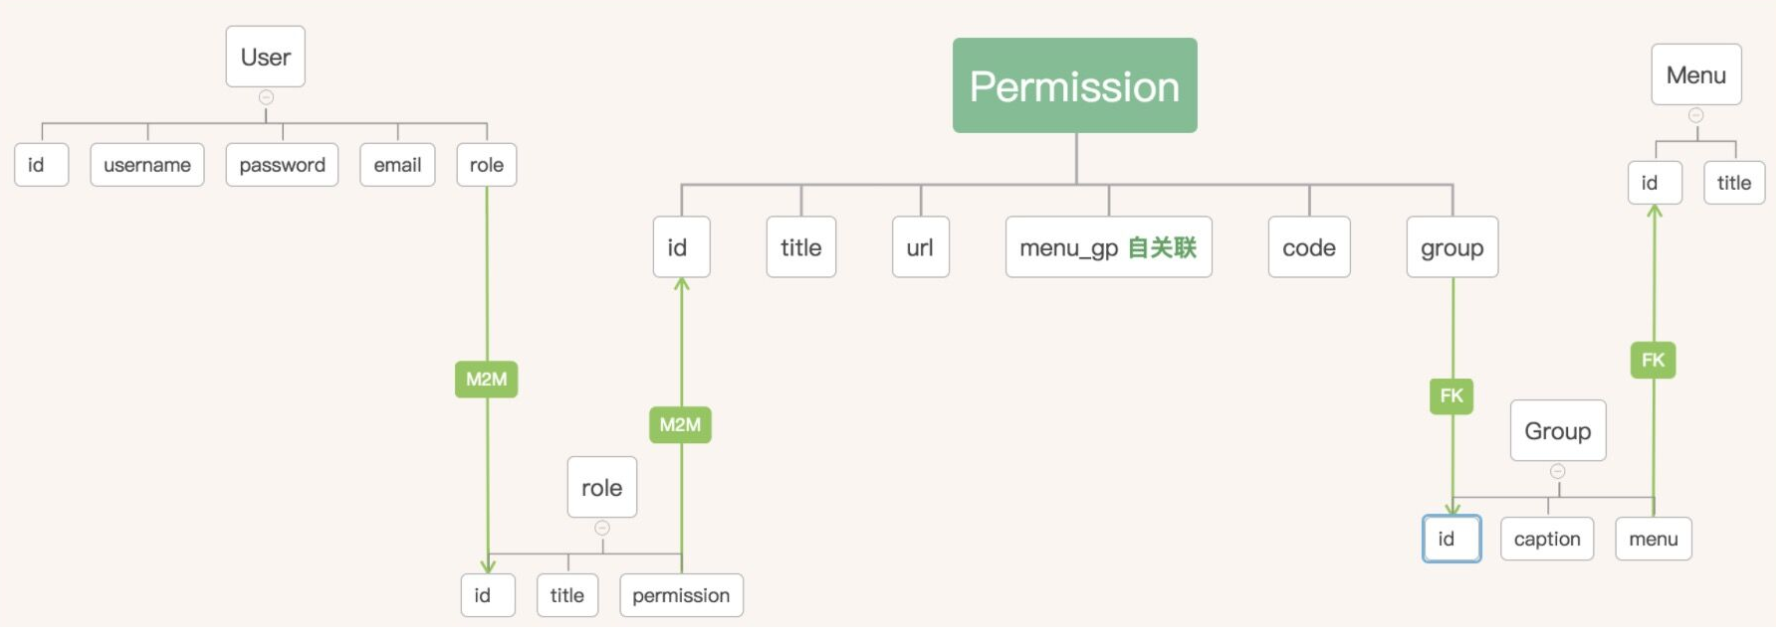 User
id
username
password
email
role
Permission
id
title
url
menu_gp 自关联
code
group
Menu
id
title
M2M
M2M
FK
FK
role
id
title
permission
Group
id
caption
menu